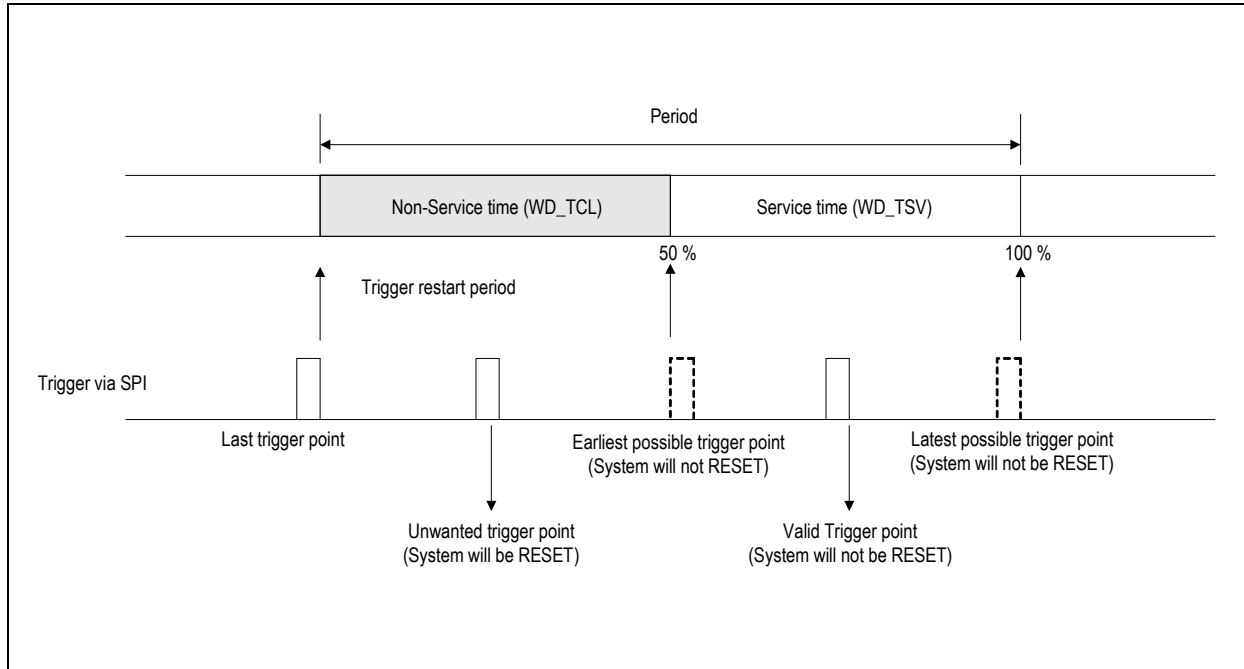 Period
Non-Service time (WD_TCL)
Service time (WD_TSV)
50 %
100 %
Trigger restart period
Trigger via SPI
Last trigger point
Earliest possible trigger point
(System will not RESET)
Latest possible trigger point
(System will not be RESET)
Unwanted trigger point
(System will be RESET)
Valid Trigger point
(System will not be RESET)